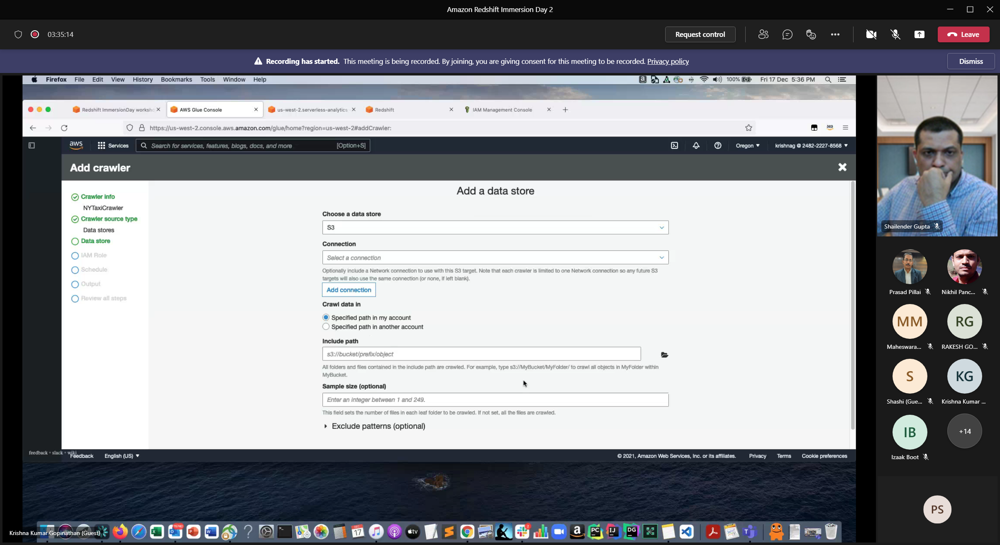 Amazon Redshift Immersion Day 2
03:35:14
Request control
Leave
Recording has started. This meeting is being recorded. By joining, you are giving consent for this meeting to be recorded. Privacy policy
Dismiss
Firefox File Edit View History Bookmarks Tools Window Help
100% Fri 17 Dec 5:36 PM
Redshift ImmersionDay worksho
AWS Glue Console
us-west-2.serverless-analytics
Redshift
IAM Management Console
https://us-west-2.console.aws.amazon.com/glue/home?region=us-west-2#addCrawler:
aws
Services
Search for services, features, blogs, docs, and more [Option+S]
Oregon
krishnag @ 2482-2227-8568
Add crawler
Crawler info
NYTaxiCrawler
Crawler source type
Data stores
Data store
IAM Role
Schedule
Output
Review all steps
Add a data store
Choose a data store
S3
Connection
Select a connection
Optionally include a Network connection to use with this S3 target. Note that each crawler is limited to one Network connection so any future S3
targets will also use the same connection (or none, if left blank).
Add connection
Crawl data in
Specified path in my account
Specified path in another account
Include path
s3://bucket/prefix/object
All folders and files contained in the include path are crawled. For example, type s3://MyBucket/MyFolder/ to crawl all objects in MyFolder within
MyBucket.
Sample size (optional)
Enter an integer between 1 and 249.
This field sets the number of files in each leaf folder to be crawled. If not set, all the files are crawled.
Exclude patterns (optional)
feedback • slack • wiki
Feedback
English (US)
© 2021, Amazon Web Services, Inc. or its affiliates.
Privacy
Terms
Cookie preferences
Krishna Kumar Gopinathan (Guest)
15740
DEC
17
tv
2
PC
IJ
DG
Shailender Gupta
Prasad Pillai
Nikhil Panc...
MM
Maheswara...
RG
RAKESH GO...
S
Shashi (Gue...
KG
Krishna Kumar ...
IB
Izaak Boot
+14
PS